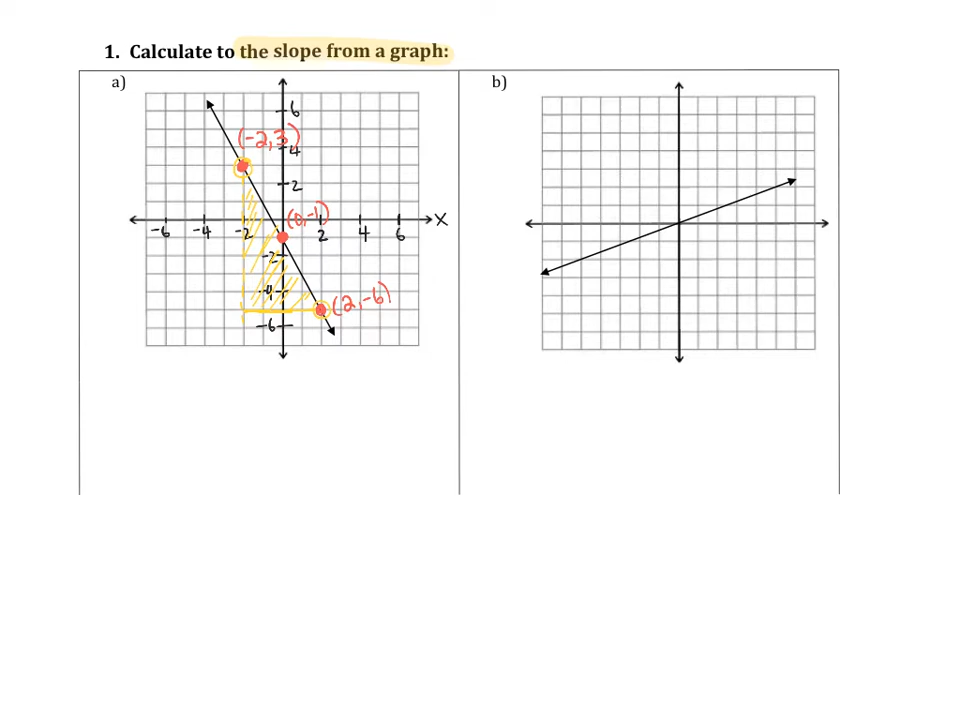 1. Calculate to the slope from a graph:
a)
b)
6
(-2,3)
4
2
(0,-1)
X
-6 -4 -2 2 4 6
-2
-4
(2,-6)
-6